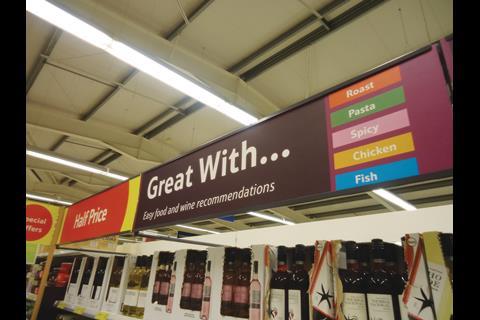 Special
Offers
Half Price
Great With...
Easy food and wine recommendations
Roast
Pasta
Spicy
Chicken
Fish